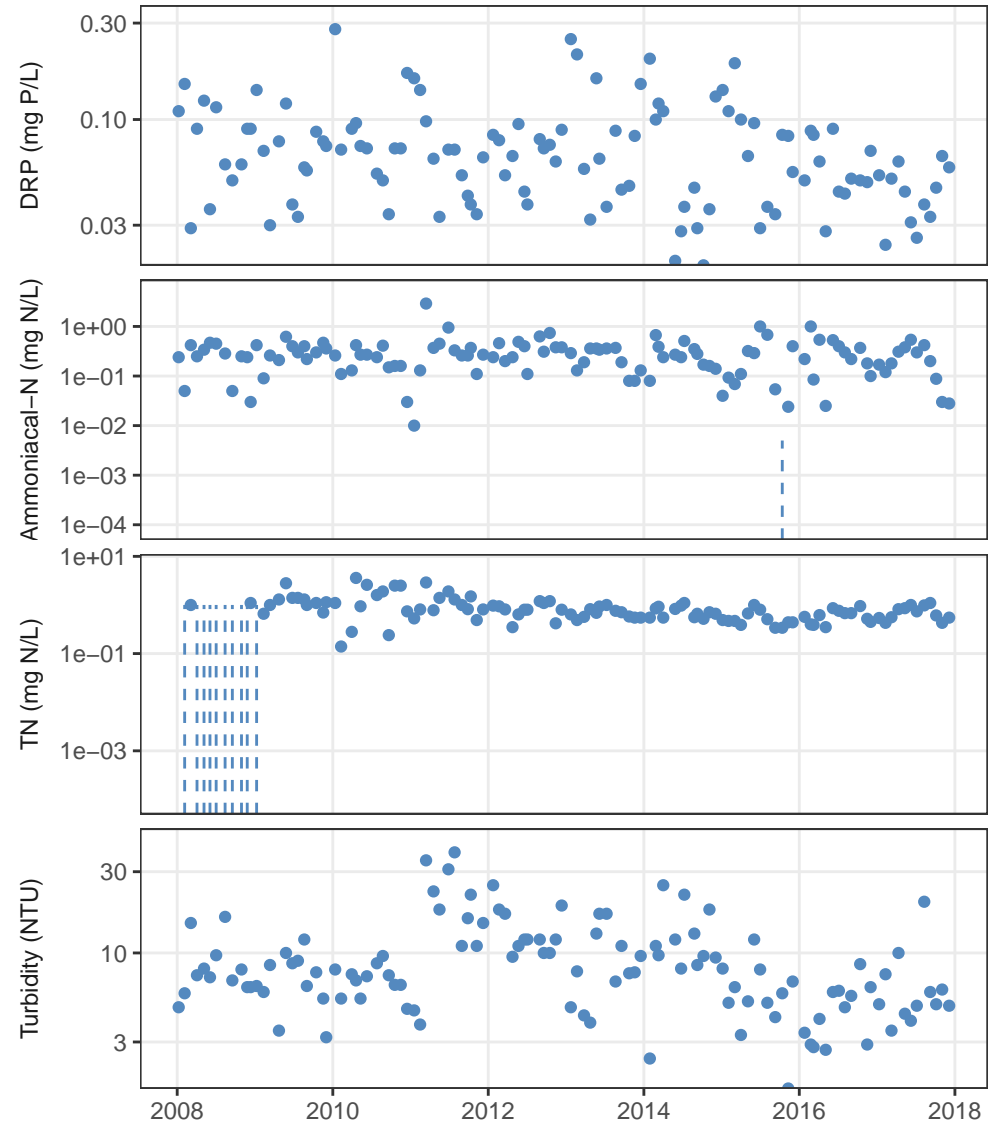 DRP (mg P/L)
0.30
0.10
0.03
Ammoniacal−N (mg N/L)
1e+00
1e−01
1e−02
1e−03
1e−04
TN (mg N/L)
1e+01
1e−01
1e−03
Turbidity (NTU)
30
10
3
2008 2010 2012 2014 2016 2018